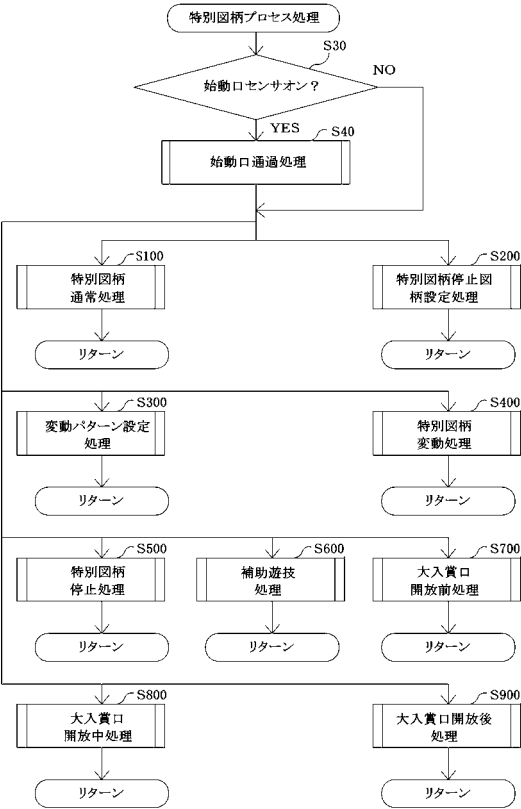 特別図柄プロセス処理
S30
始動口センサオン？
NO
YES
S40
始動口通過処理
S100
特別図柄
通常処理
S200
特別図柄停止図
柄設定処理
リターン
リターン
S300
変動パターン設定
処理
S400
特別図柄
変動処理
リターン
リターン
S500
特別図柄
停止処理
S600
補助遊技
処理
S700
大入賞口
開放前処理
リターン
リターン
リターン
S800
大入賞口
開放中処理
S900
大入賞口開放後
処理
リターン
リターン